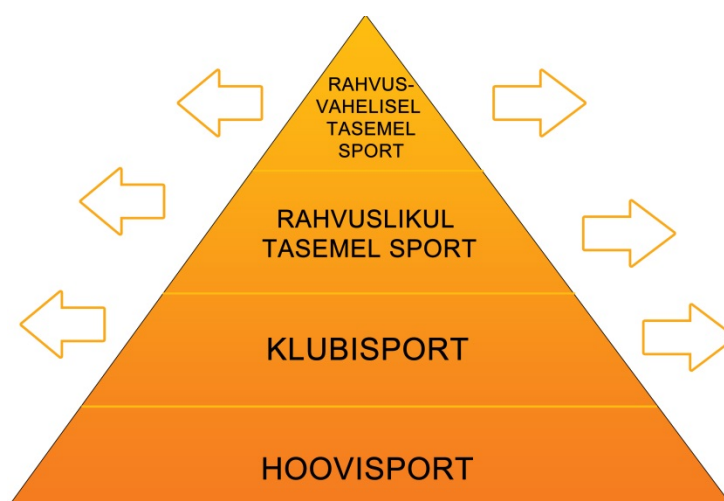 RAHVUS-
VAHELISEL
TASEMEL
SPORT
RAHVUSLIKUL
TASEMEL SPORT
KLUBISPORT
HOOVISPORT